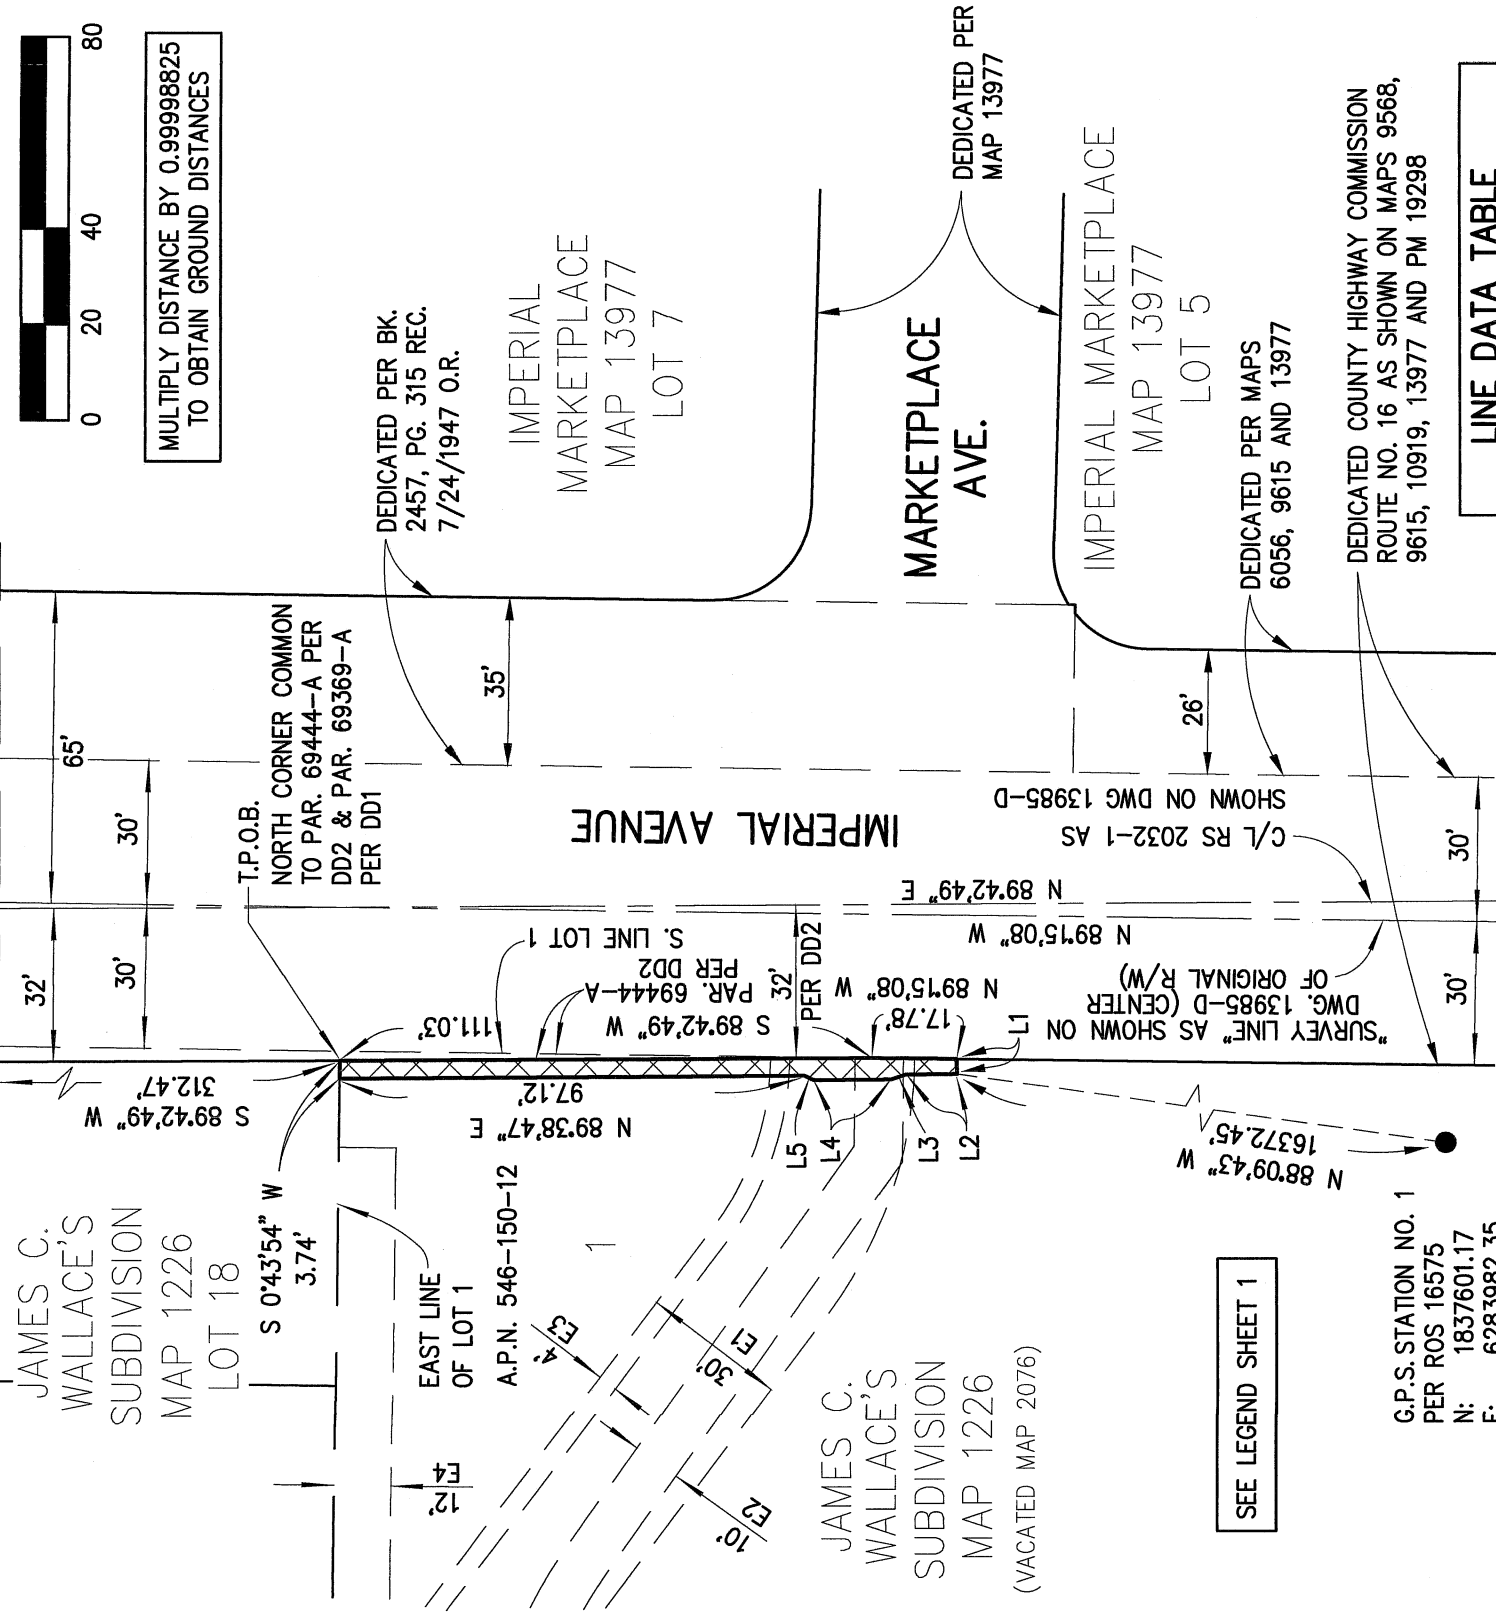 0
20
40
80
MULTIPLY DISTANCE BY 0.99998825
TO OBTAIN GROUND DISTANCES
DEDICATED PER BK.
2457, PG. 315 REC.
7/24/1947 O.R.
IMPERIAL
MARKETPLACE
MAP 13977
LOT 7
DEDICATED PER
MAP 13977
MARKETPLACE
AVE.
IMPERIAL MARKETPLACE
MAP 13977
LOT 5
DEDICATED PER MAPS
6056, 9615 AND 13977
DEDICATED COUNTY HIGHWAY COMMISSION
ROUTE NO. 16 AS SHOWN ON MAPS 9568,
9615, 10919, 13977 AND PM 19298
LINE DATA TABLE
65'
30'
32'
30'
35'
26'
30'
30'
T.P.O.B.
NORTH CORNER COMMON
TO PAR. 69444-A PER
DD2 & PAR. 69369-A
PER DD1
IMPERIAL AVENUE
C/L RS 2032-1 AS
SHOWN ON DWG 13985-D
N 89°42'49" E
N 89°15'08" W
"SURVEY LINE" AS SHOWN ON
DWG. 13985-D (CENTER
OF ORIGINAL R/W)
S. LINE LOT 1
PAR. 69444-A
PER DD2
S 89°42'49" W
111.03'
32'
PER DD2
N 89°15'08" W
17.78'
L1
S 89°42'49" W
312.47'
N 89°38'47" E
97.12'
L5
L4
L3
L2
N 88°09'43" W
16372.45'
S 0°43'54" W
3.74'
JAMES C.
WALLACE'S
SUBDIVISION
MAP 1226
LOT 18
EAST LINE
OF LOT 1
A.P.N. 546-150-12
1
4'
E3
30'
E1
10'
E2
12'
E4
JAMES C.
WALLACE'S
SUBDIVISION
MAP 1226
(VACATED MAP 2076)
SEE LEGEND SHEET 1
G.P.S. STATION NO. 1
PER ROS 16575
N: 1837601.17
E: 6283982.35